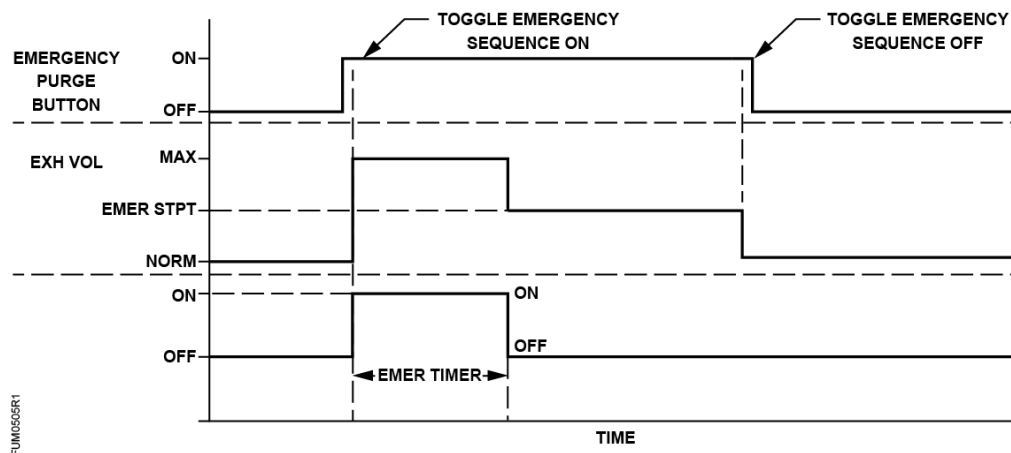 TOGGLE EMERGENCY
SEQUENCE ON
TOGGLE EMERGENCY
SEQUENCE OFF
EMERGENCY
PURGE
BUTTON
ON
OFF
EXH VOL
MAX
EMER STPT
NORM
ON
ON
OFF
OFF
EMER TIMER
TIME
FUM0505R1